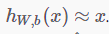 h_{W,b}(x) ≈ x.